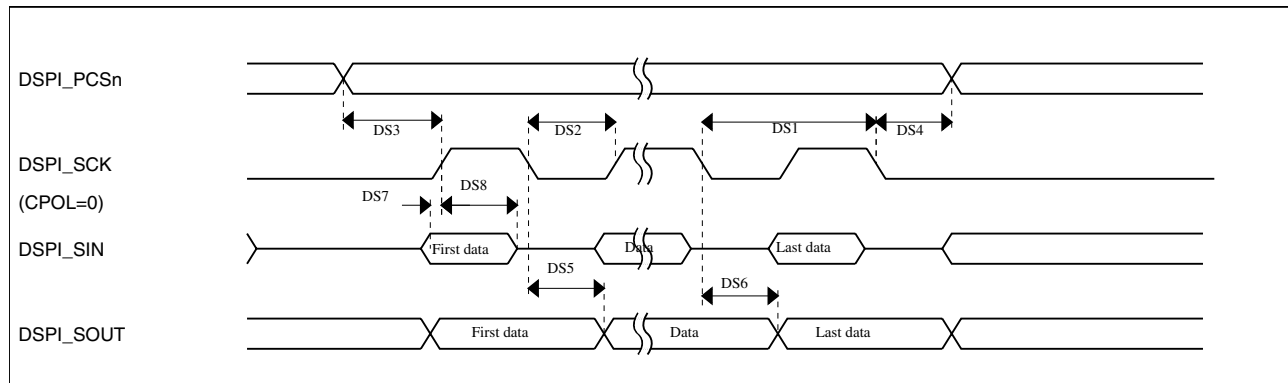 DSPI_PCSn
DS3
DS2
DS1
DS4
DSPI_SCK
(CPOL=0)
DS7
DS8
DSPI_SIN
First data
Data
Last data
DS5
DS6
DSPI_SOUT
First data
Data
Last data